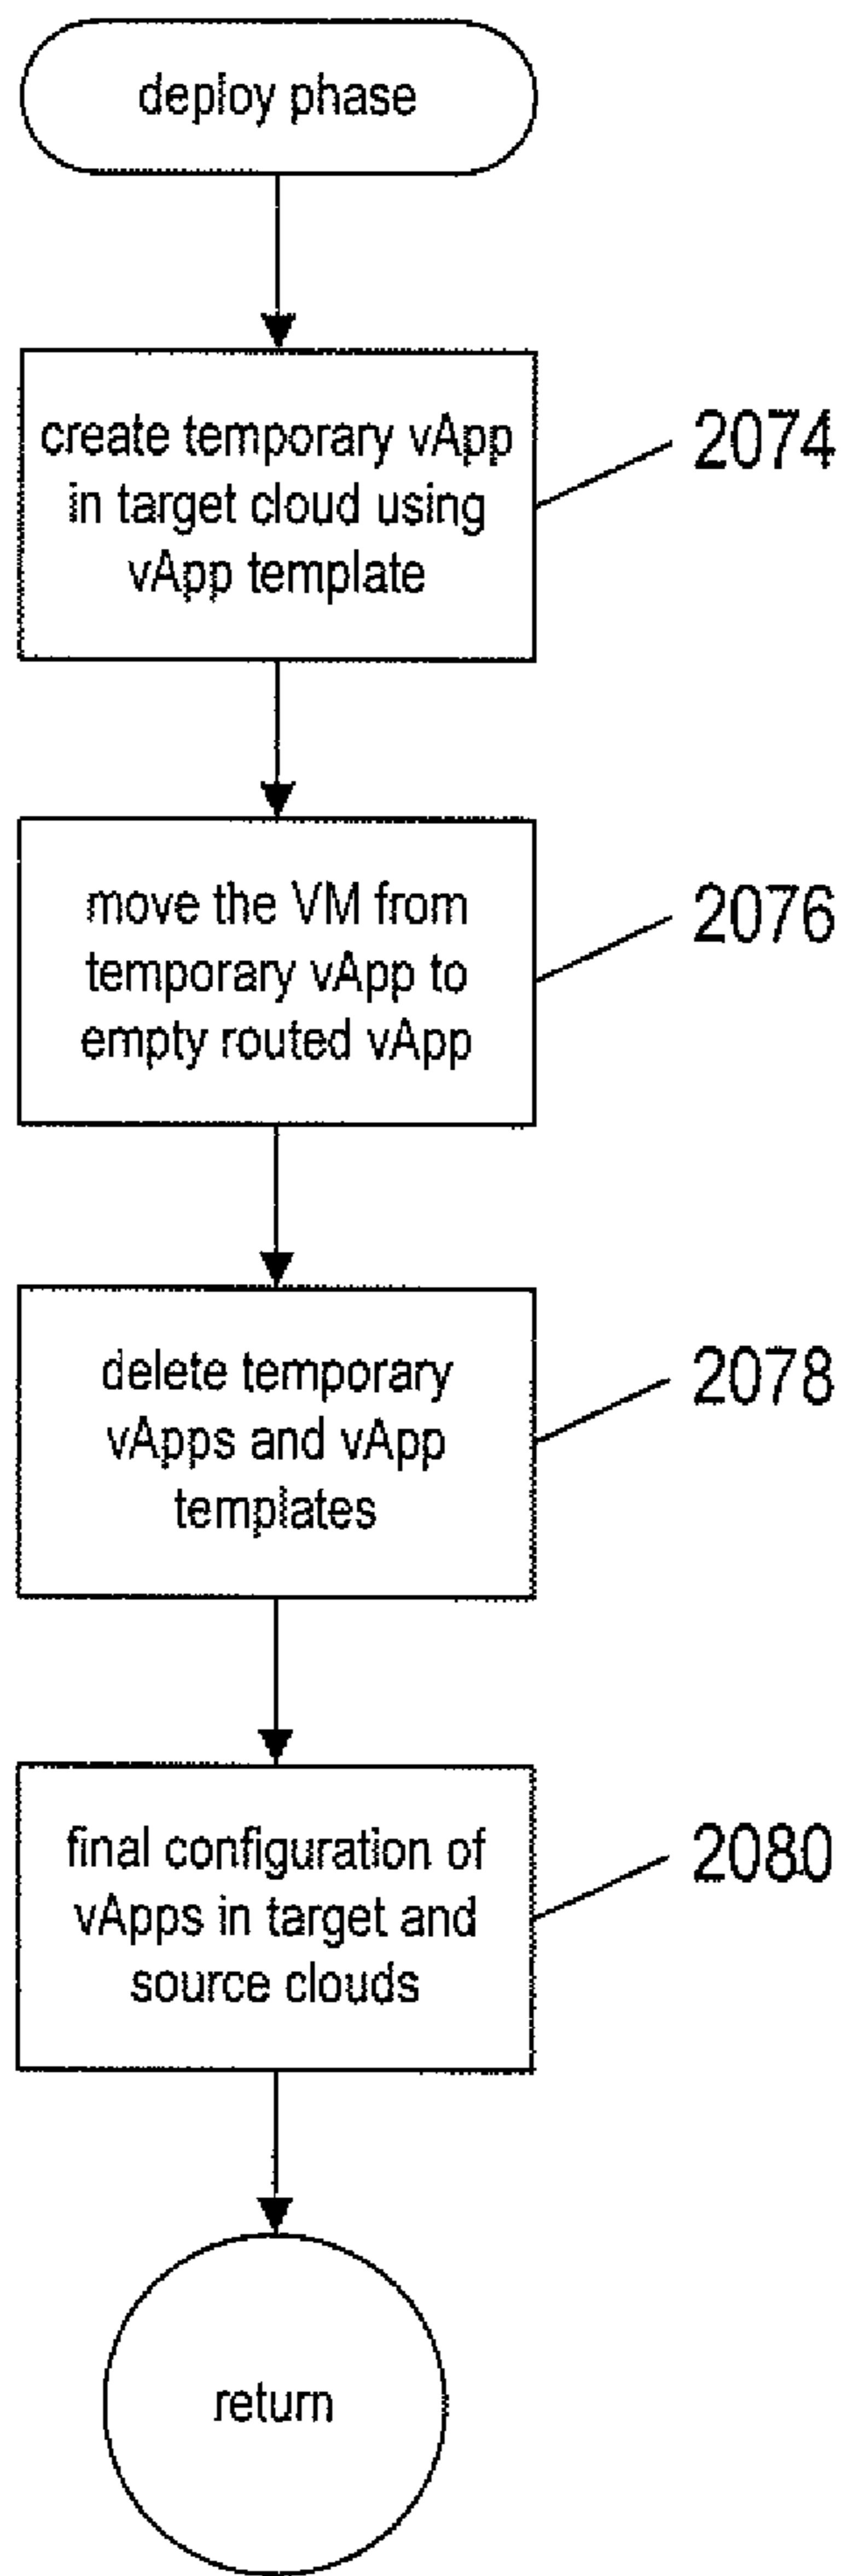 deploy phase
create temporary vApp
in target cloud using
vApp template
2074
move the VM from
temporary vApp to
empty routed vApp
2076
delete temporary
vApps and vApp
templates
2078
final configuration of
vApps in target and
source clouds
2080
return